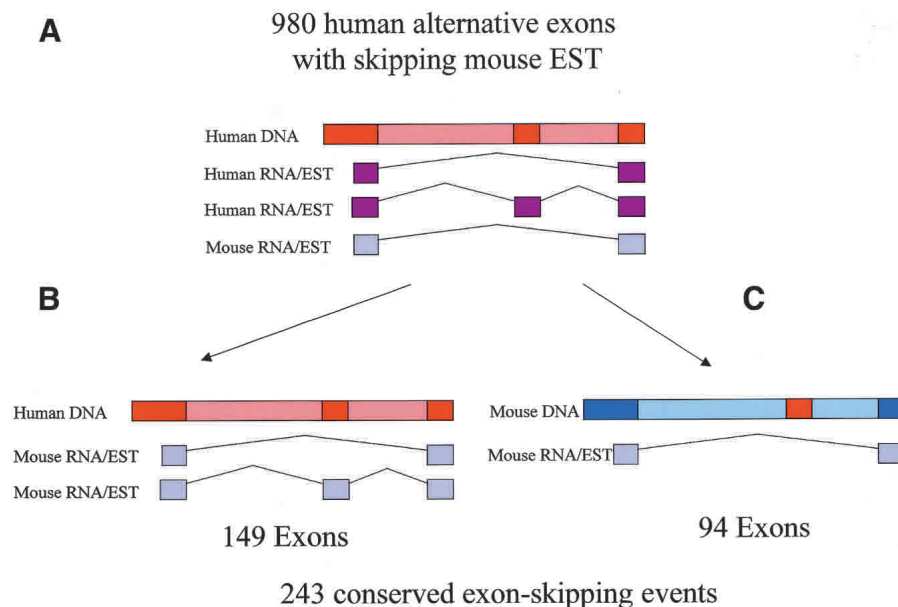 A
980 human alternative exons
with skipping mouse EST
Human DNA
Human RNA/EST
Human RNA/EST
Mouse RNA/EST
B
C
Human DNA
Mouse RNA/EST
Mouse RNA/EST
149 Exons
Mouse DNA
Mouse RNA/EST
94 Exons
243 conserved exon-skipping events